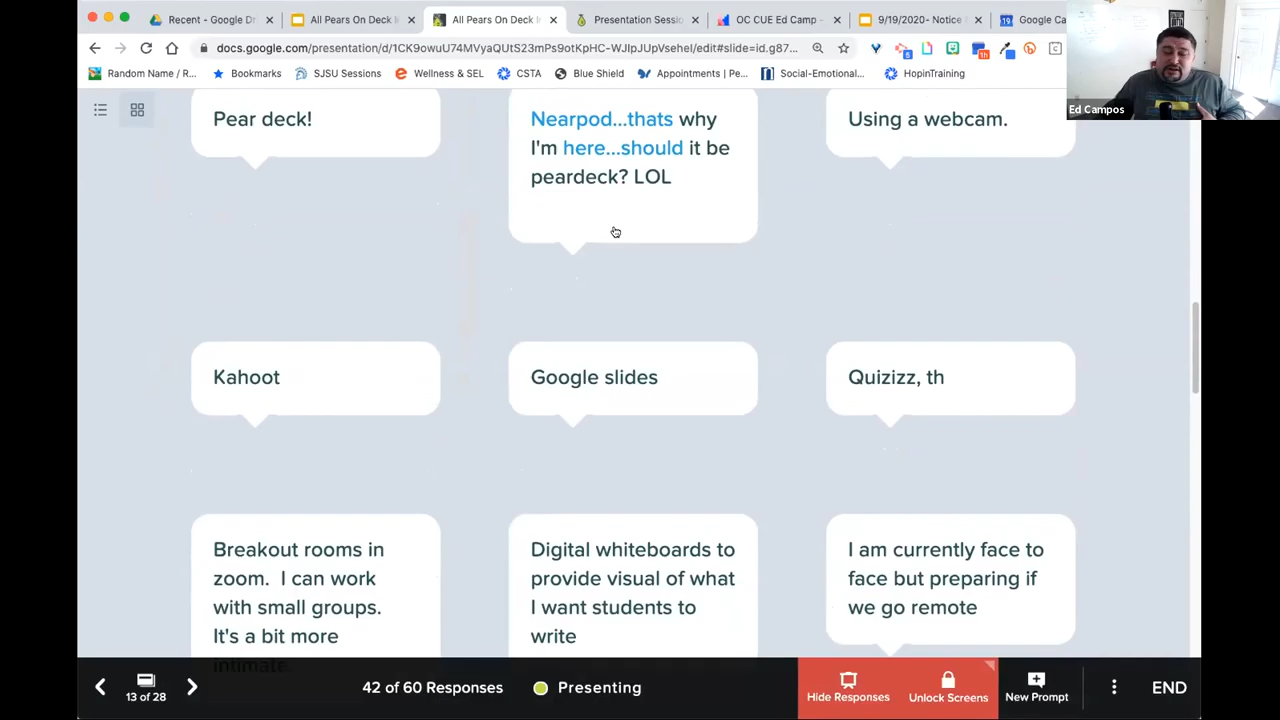 Recent - Google Dr
All Pears On Deck I
All Pears On Deck I
Presentation Sessio
OC CUE Ed Camp -
9/19/2020- Notice
Google Ca
docs.google.com/presentation/d/1CK9owuU74MVyaQUtS23mPs9otKpHC-WJIpJUpVsehel/edit#slide=id.g87...
Random Name / R...
Bookmarks
SJSU Sessions
Wellness & SEL
CSTA
Blue Shield
Appointments | Pe...
Social-Emotional...
HopinTraining
Ed Campos
Pear deck!
Nearpod...thats why
I'm here...should it be
peardeck? LOL
Using a webcam.
Kahoot
Google slides
Quizizz, th
Breakout rooms in
zoom. I can work
with small groups.
It's a bit more
intimate
Digital whiteboards to
provide visual of what
I want students to
write
I am currently face to
face but preparing if
we go remote
13 of 28
42 of 60 Responses
Presenting
Hide Responses
Unlock Screens
New Prompt
END